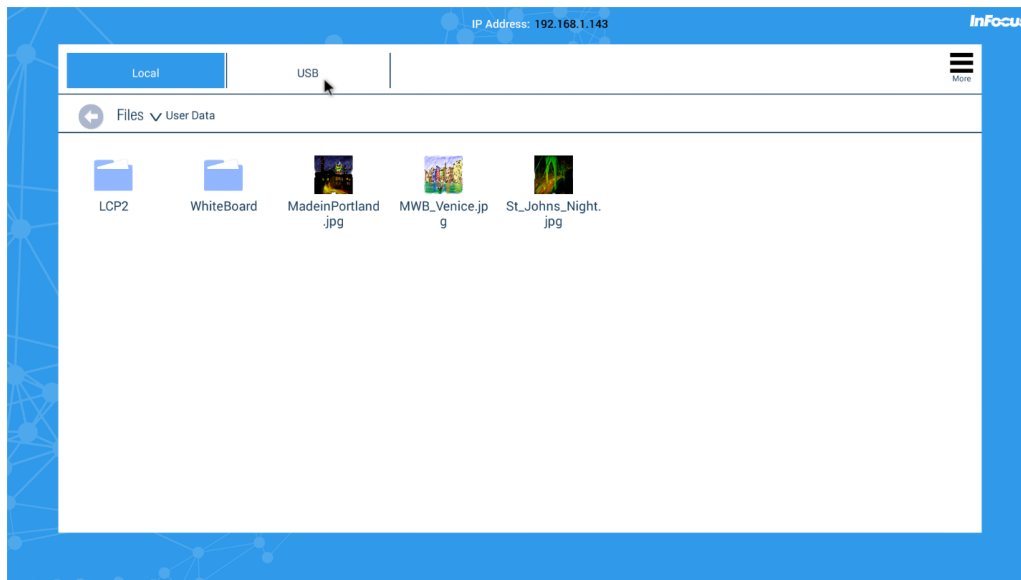 IP Address: 192.168.1.143
InFocus
Local
USB
More
Files User Data
LCP2
WhiteBoard
MadeinPortland
.jpg
MWB_Venice.jp
g
St_Johns_Night.
jpg